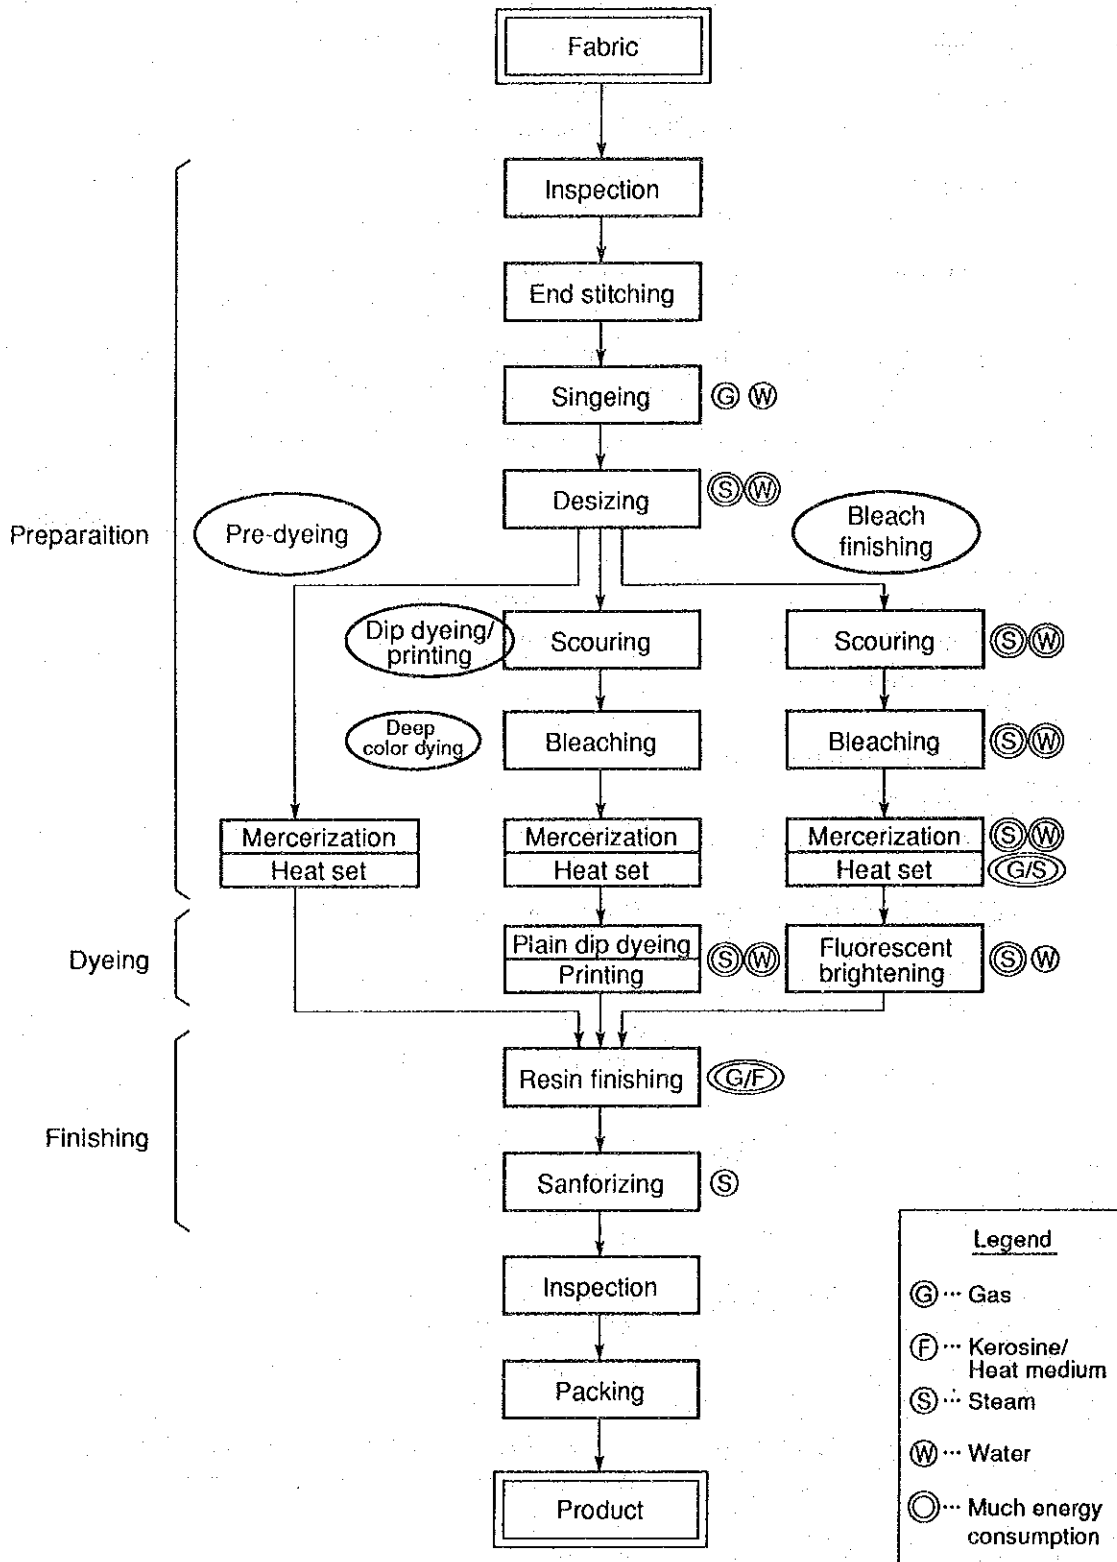 Fabric
Inspection
End stitching
Singeing
G W
Desizing
S W
Preparaition
Pre-dyeing
Bleach
finishing
Dip dyeing/
printing
Scouring
Scouring
S W
Deep
color dying
Bleaching
Bleaching
S W
Mercerization
Heat set
Mercerization
Heat set
Mercerization
S W
Heat set
G/S
Dyeing
Plain dip dyeing
Printing
S W
Fluorescent
brightening
S W
Resin finishing
G/F
Finishing
Sanforizing
S
Inspection
Packing
Product
Legend
G ··· Gas
F ··· Kerosine/
Heat medium
S ··· Steam
W ··· Water
··· Much energy
consumption